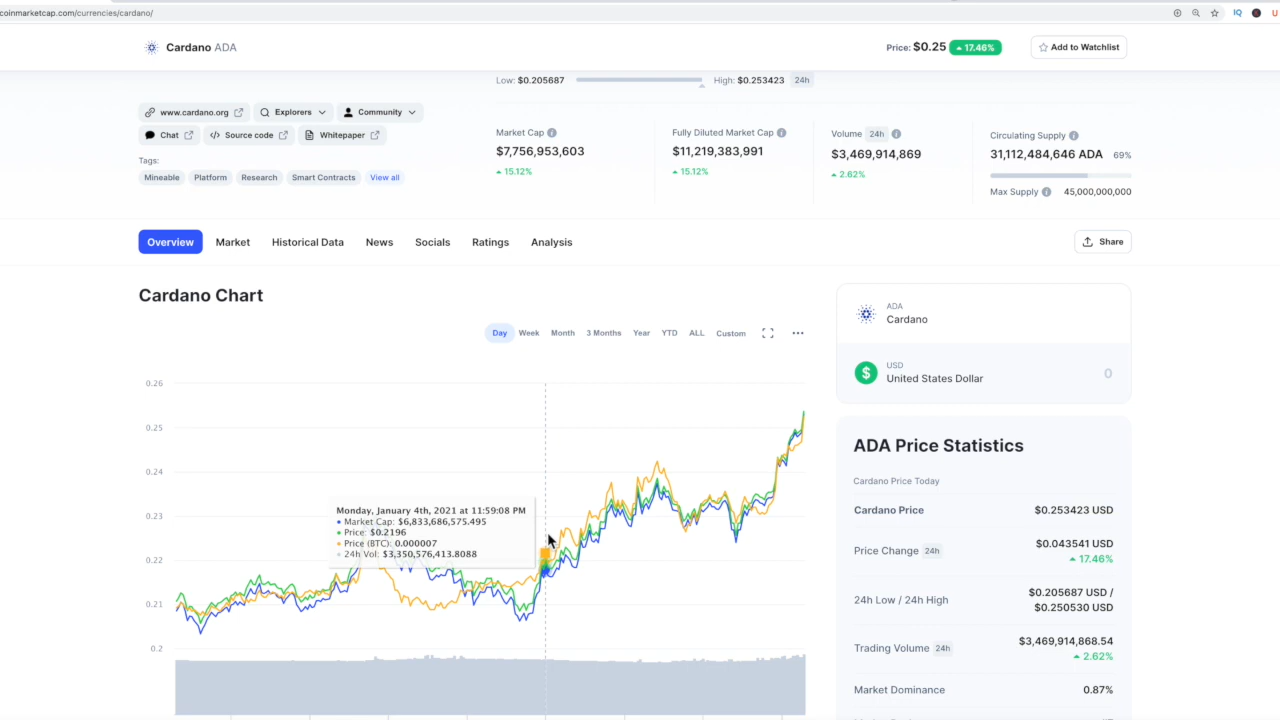 coinmarketcap.com/currencies/cardano/
IQ
U
Cardano ADA
Price: $0.25 17.46%
Add to Watchlist
Low: $0.205687
High: $0.253423 24h
www.cardano.org
Explorers
Community
Chat
Source code
Whitepaper
Tags:
Mineable
Platform
Research
Smart Contracts
View all
Market Cap
$7,756,953,603
15.12%
Fully Diluted Market Cap
$11,219,383,991
15.12%
Volume 24h
$3,469,914,869
2.62%
Circulating Supply
31,112,484,646 ADA 69%
Max Supply 45,000,000,000
Overview
Market
Historical Data
News
Socials
Ratings
Analysis
Share
Cardano Chart
Day
Week
Month
3 Months
Year
YTD
ALL
Custom
0.26
0.25
0.24
0.23
0.22
0.21
0.2
Monday, January 4th, 2021 at 11:59:08 PM
Market Cap: $6,833,686,575.495
Price: $0.2196
Price (BTC): 0.000007
24h Vol: $3,350,576,413.8088
ADA
Cardano
USD
United States Dollar
0
ADA Price Statistics
Cardano Price Today
Cardano Price $0.253423 USD
Price Change 24h $0.043541 USD
17.46%
24h Low / 24h High $0.205687 USD /
$0.250530 USD
Trading Volume 24h $3,469,914,868.54
2.62%
Market Dominance 0.87%